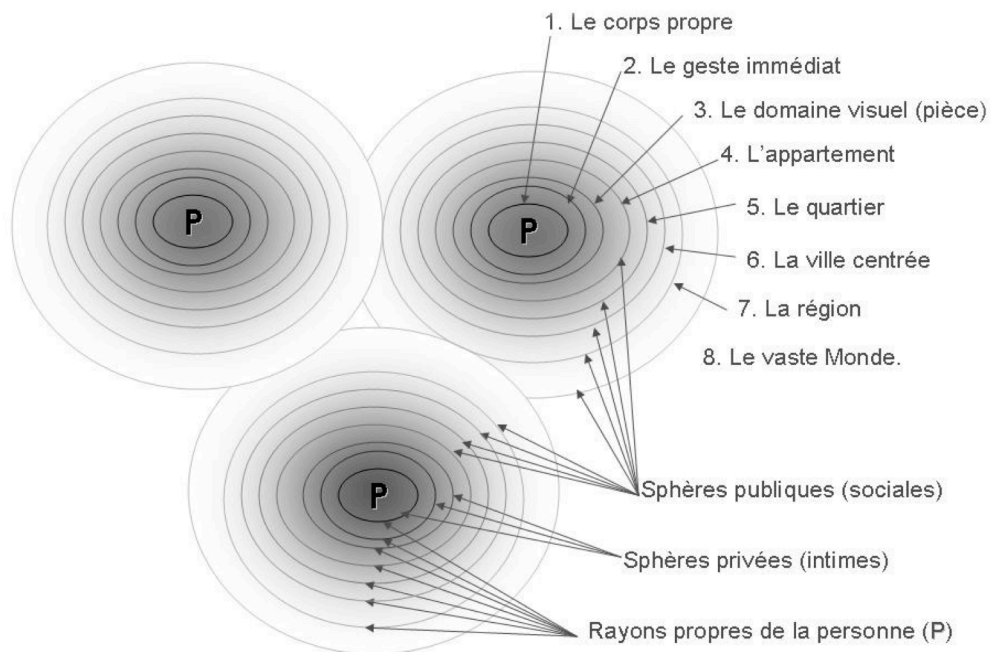 1. Le corps propre
2. Le geste immédiat
3. Le domaine visuel (pièce)
4. L'appartement
5. Le quartier
6. La ville centrée
7. La région
8. Le vaste Monde.
P
P
P
Sphères publiques (sociales)
Sphères privées (intimes)
Rayons propres de la personne (P)